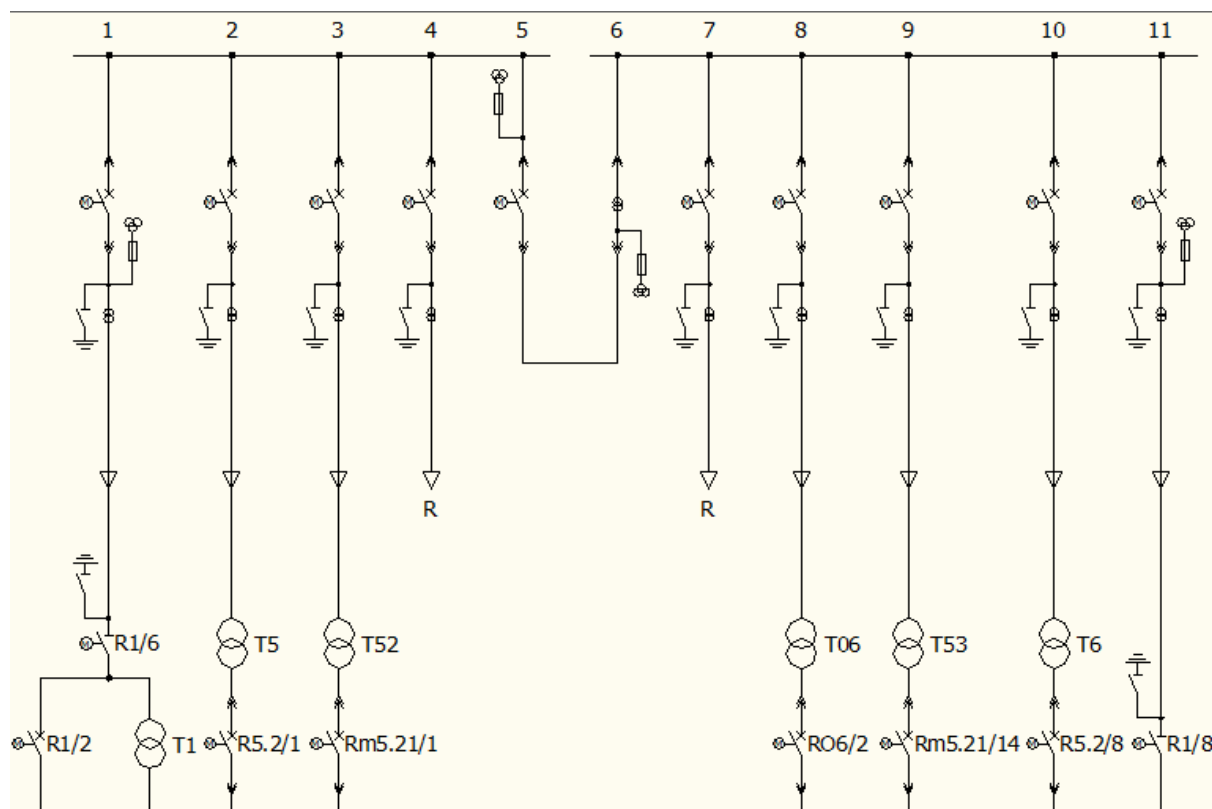 1 2 3 4 5 6 7 8 9 10 11
M M M M M M M M M M
R R
M R1/6 T5 T52 T06 T53 T6
M R1/2 T1 M R5.2/1 M Rm5.21/1 M RO6/2 M Rm5.21/14 M R5.2/8 M R1/8